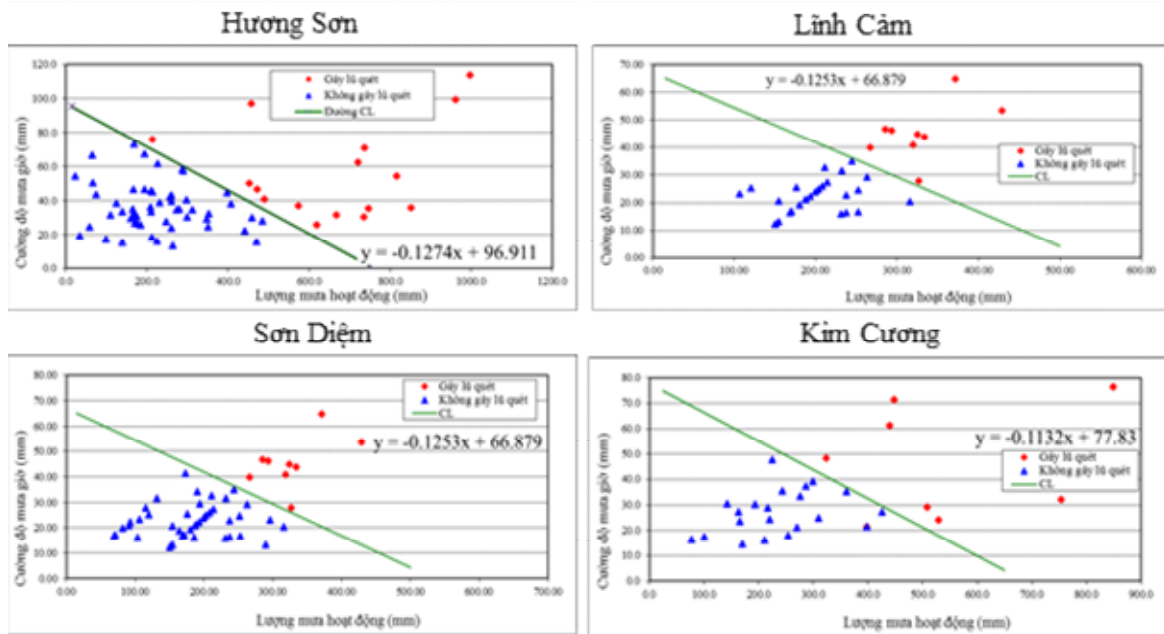 Hương Sơn
Cường độ mưa giờ (mm)
120.0
100.0
80.0
60.0
40.0
20.0
0.0
Gây lũ quét
Không gây lũ quét
Đường CL
y = -0.1274x + 96.911
0.0 200.0 400.0 600.0 800.0 1000.0 1200.0
Lượng mưa hoạt động (mm)
Lĩnh Cảm
Cường độ mưa giờ (mm)
70.00
60.00
50.00
40.00
30.00
20.00
10.00
0.00
y = -0.1253x + 66.879
Gây lũ quét
Không gây lũ quét
CL
0.00 100.00 200.00 300.00 400.00 500.00 600.00
Lượng mưa hoạt động (mm)
Sơn Diệm
Cường độ mưa giờ (mm)
80.00
70.00
60.00
50.00
40.00
30.00
20.00
10.00
0.00
Gây lũ quét
Không gây lũ quét
CL
y = -0.1253x + 66.879
0.00 100.00 200.00 300.00 400.00 500.00 600.00 700.00
Lượng mưa hoạt động (mm)
Kim Cương
Cường độ mưa giờ (mm)
80.0
70.0
60.0
50.0
40.0
30.0
20.0
10.0
0.0
y = -0.1132x + 77.83
Gây lũ quét
Không gây lũ quét
CL
0.0 100.0 200.0 300.0 400.0 500.0 600.0 700.0 800.0 900.0
Lượng mưa hoạt động (mm)